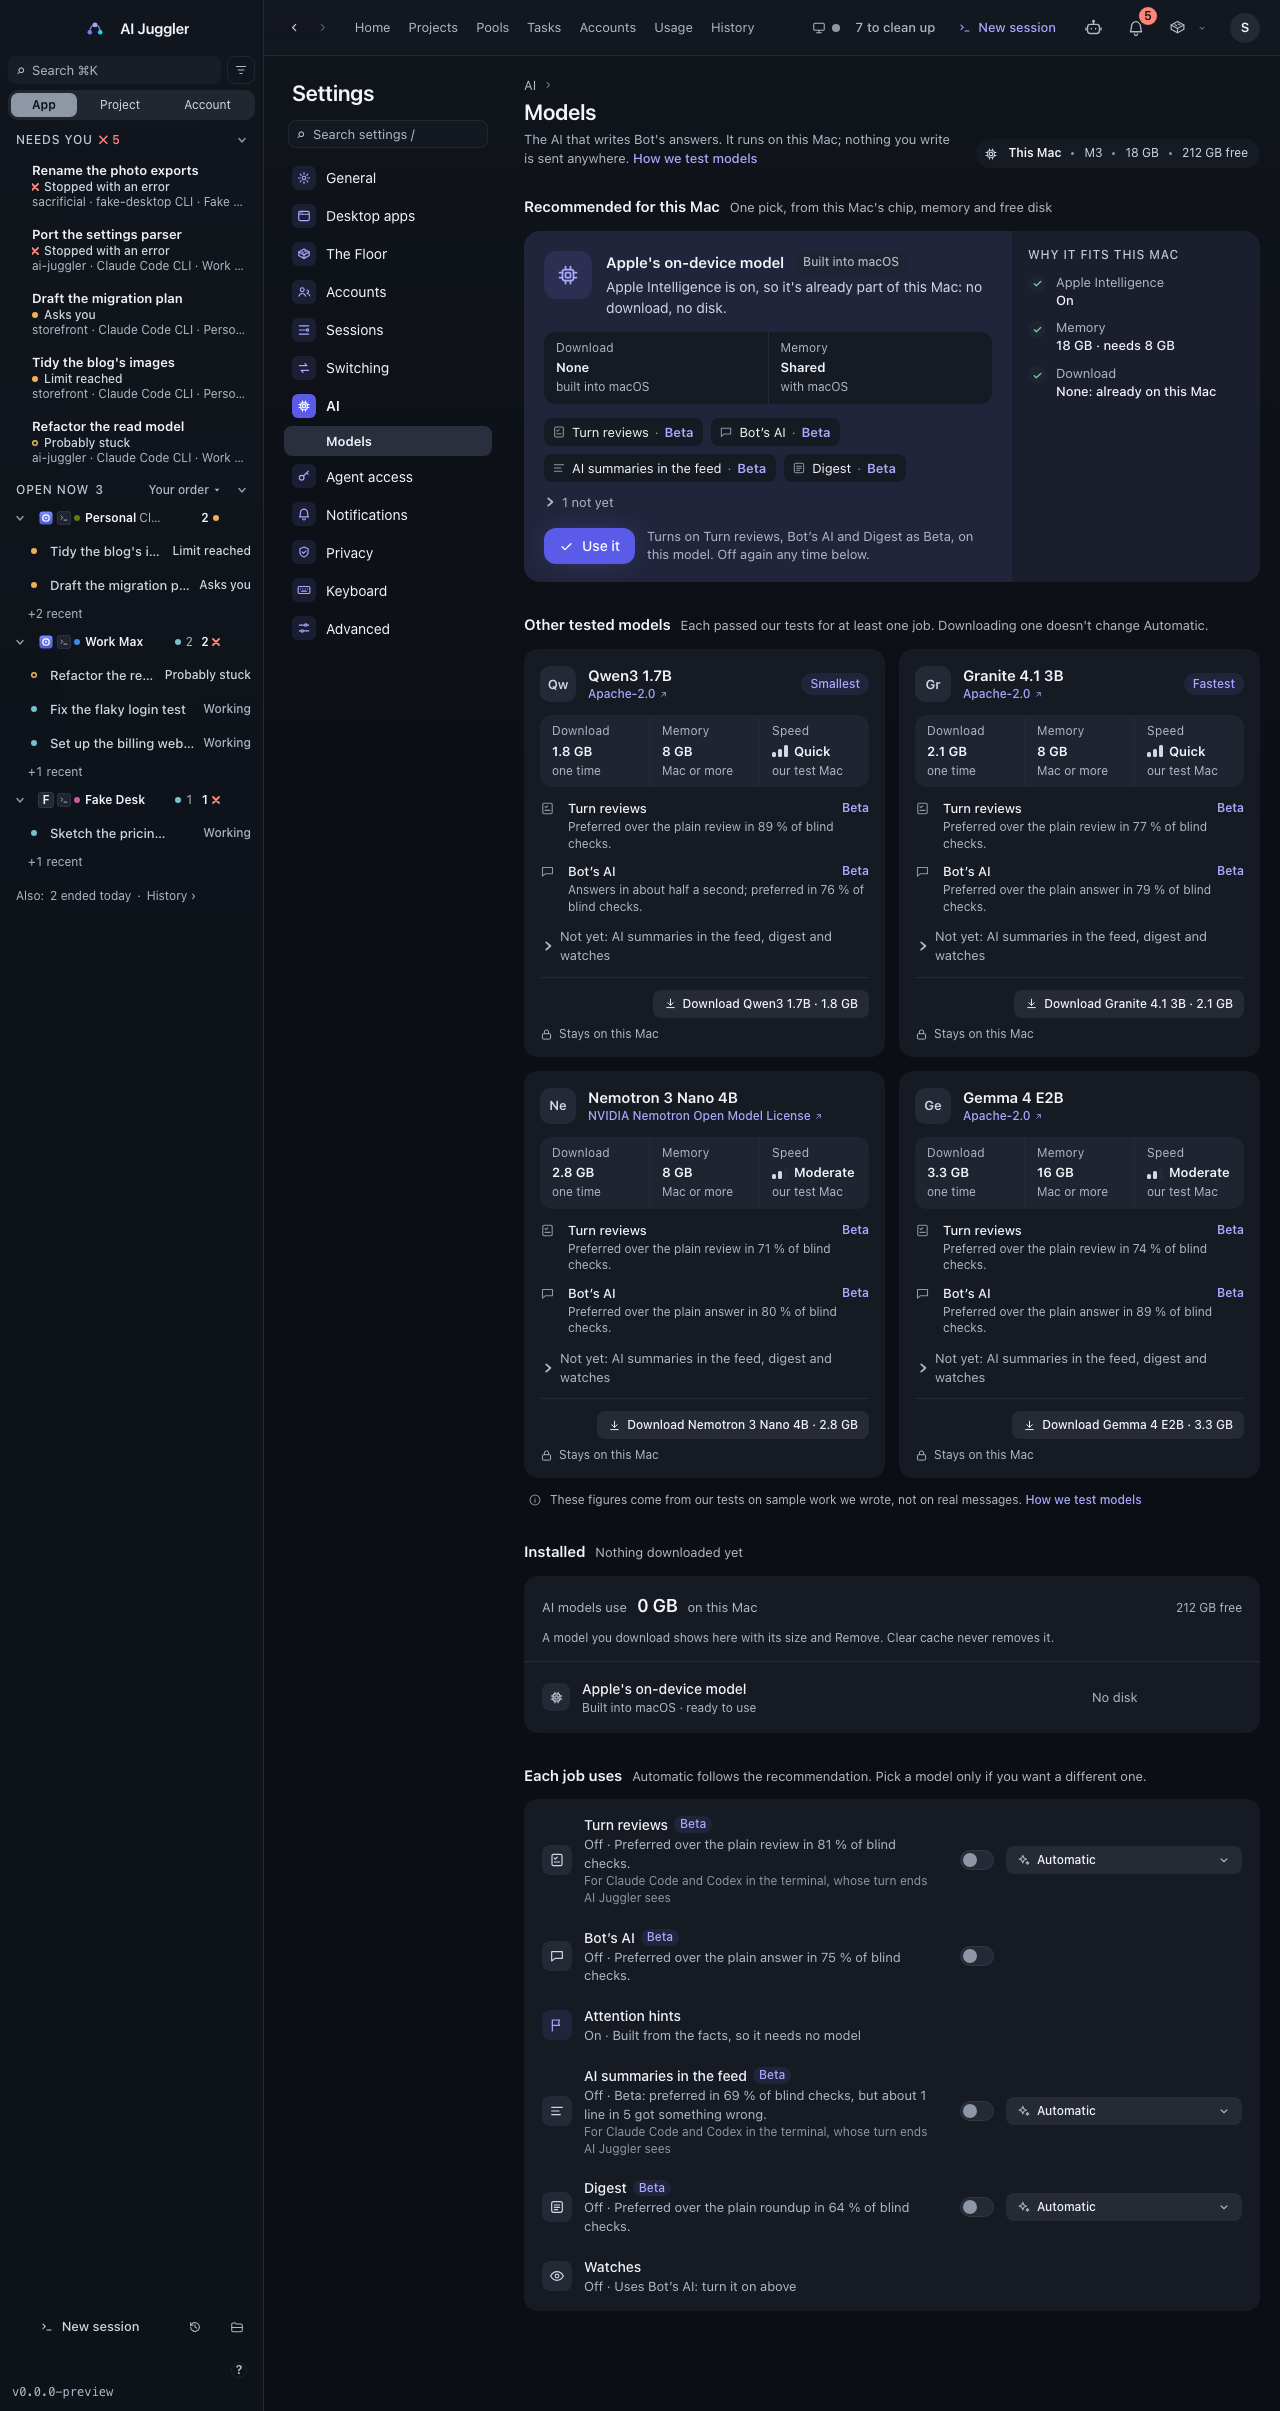 AI Juggler
Search ⌘K
App Project Account
NEEDS YOU 5
Rename the photo exports
Stopped with an error
sacrificial · fake-desktop CLI · Fake ...
Port the settings parser
Stopped with an error
ai-juggler · Claude Code CLI · Work ...
Draft the migration plan
Asks you
storefront · Claude Code CLI · Perso...
Tidy the blog's images
Limit reached
storefront · Claude Code CLI · Perso...
Refactor the read model
Probably stuck
ai-juggler · Claude Code CLI · Work ...
OPEN NOW 3 Your order
Personal Cl... 2
Tidy the blog's i... Limit reached
Draft the migration p... Asks you
+2 recent
Work Max 2 2
Refactor the re... Probably stuck
Fix the flaky login test Working
Set up the billing web... Working
+1 recent
F Fake Desk 1 1
Sketch the pricin... Working
+1 recent
Also: 2 ended today · History ›
New session
?
v0.0.0-preview
Home Projects Pools Tasks Accounts Usage History
7 to clean up
New session
5
S
Settings
Search settings /
General
Desktop apps
The Floor
Accounts
Sessions
Switching
AI
Models
Agent access
Notifications
Privacy
Keyboard
Advanced
AI ›
Models
The AI that writes Bot's answers. It runs on this Mac; nothing you write
is sent anywhere. How we test models
This Mac • M3 • 18 GB • 212 GB free
Recommended for this Mac One pick, from this Mac's chip, memory and free disk
Apple's on-device model Built into macOS
Apple Intelligence is on, so it's already part of this Mac: no
download, no disk.
Download Memory
None Shared
built into macOS with macOS
Turn reviews · Beta Bot’s AI · Beta
AI summaries in the feed · Beta Digest · Beta
1 not yet
Use it
Turns on Turn reviews, Bot’s AI and Digest as Beta, on
this model. Off again any time below.
WHY IT FITS THIS MAC
Apple Intelligence
On
Memory
18 GB · needs 8 GB
Download
None: already on this Mac
Other tested models Each passed our tests for at least one job. Downloading one doesn't change Automatic.
Qw Qwen3 1.7B
Apache-2.0 ↗
Smallest
Download Memory Speed
1.8 GB 8 GB Quick
one time Mac or more our test Mac
Turn reviews Beta
Preferred over the plain review in 89 % of blind
checks.
Bot’s AI Beta
Answers in about half a second; preferred in 76 % of
blind checks.
Not yet: AI summaries in the feed, digest and
watches
Download Qwen3 1.7B · 1.8 GB
Stays on this Mac
Gr Granite 4.1 3B
Apache-2.0 ↗
Fastest
Download Memory Speed
2.1 GB 8 GB Quick
one time Mac or more our test Mac
Turn reviews Beta
Preferred over the plain review in 77 % of blind
checks.
Bot’s AI Beta
Preferred over the plain answer in 79 % of blind
checks.
Not yet: AI summaries in the feed, digest and
watches
Download Granite 4.1 3B · 2.1 GB
Stays on this Mac
Ne Nemotron 3 Nano 4B
NVIDIA Nemotron Open Model License ↗
Download Memory Speed
2.8 GB 8 GB Moderate
one time Mac or more our test Mac
Turn reviews Beta
Preferred over the plain review in 71 % of blind
checks.
Bot’s AI Beta
Preferred over the plain answer in 80 % of blind
checks.
Not yet: AI summaries in the feed, digest and
watches
Download Nemotron 3 Nano 4B · 2.8 GB
Stays on this Mac
Ge Gemma 4 E2B
Apache-2.0 ↗
Download Memory Speed
3.3 GB 16 GB Moderate
one time Mac or more our test Mac
Turn reviews Beta
Preferred over the plain review in 74 % of blind
checks.
Bot’s AI Beta
Preferred over the plain answer in 89 % of blind
checks.
Not yet: AI summaries in the feed, digest and
watches
Download Gemma 4 E2B · 3.3 GB
Stays on this Mac
These figures come from our tests on sample work we wrote, not on real messages. How we test models
Installed Nothing downloaded yet
AI models use 0 GB on this Mac 212 GB free
A model you download shows here with its size and Remove. Clear cache never removes it.
Apple's on-device model
Built into macOS · ready to use
No disk
Each job uses Automatic follows the recommendation. Pick a model only if you want a different one.
Turn reviews Beta
Off · Preferred over the plain review in 81 % of blind
checks.
For Claude Code and Codex in the terminal, whose turn ends
AI Juggler sees
Automatic
Bot’s AI Beta
Off · Preferred over the plain answer in 75 % of blind
checks.
Attention hints
On · Built from the facts, so it needs no model
AI summaries in the feed Beta
Off · Beta: preferred in 69 % of blind checks, but about 1
line in 5 got something wrong.
For Claude Code and Codex in the terminal, whose turn ends
AI Juggler sees
Automatic
Digest Beta
Off · Preferred over the plain roundup in 64 % of blind
checks.
Automatic
Watches
Off · Uses Bot’s AI: turn it on above